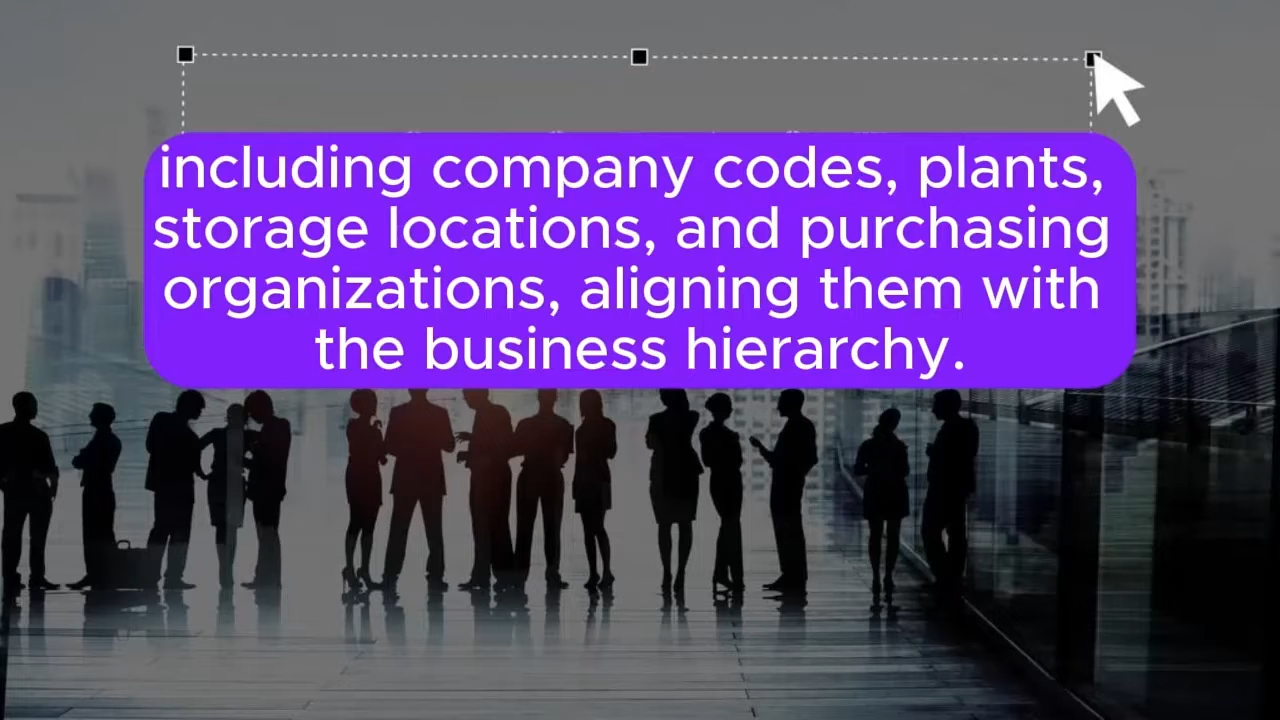 including company codes, plants,
storage locations, and purchasing
organizations, aligning them with
the business hierarchy.